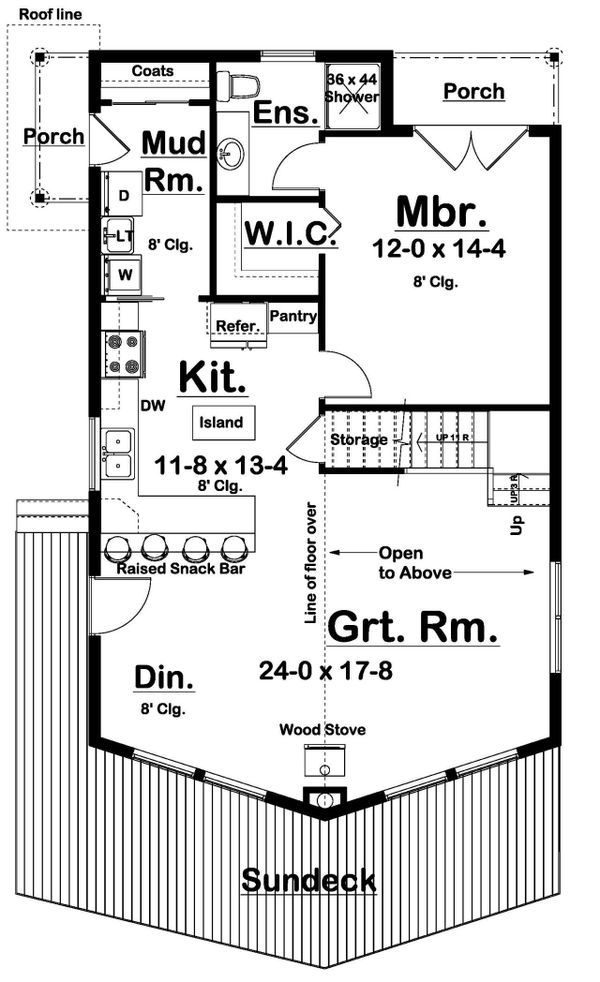 Roof line
Coats
36 x 44
Shower
Ens.
Porch
Porch
Mud
Rm.
D
LT
W
8' Clg.
W.I.C.
Mbr.
12-0 x 14-4
8' Clg.
Pantry
Refer.
Kit.
DW
Island
11-8 x 13-4
8' Clg.
Storage
UP 11 R
UP 3 R
Up
Raised Snack Bar
Line of floor over
Open
to Above
Grt. Rm.
24-0 x 17-8
Din.
8' Clg.
Wood Stove
Sundeck